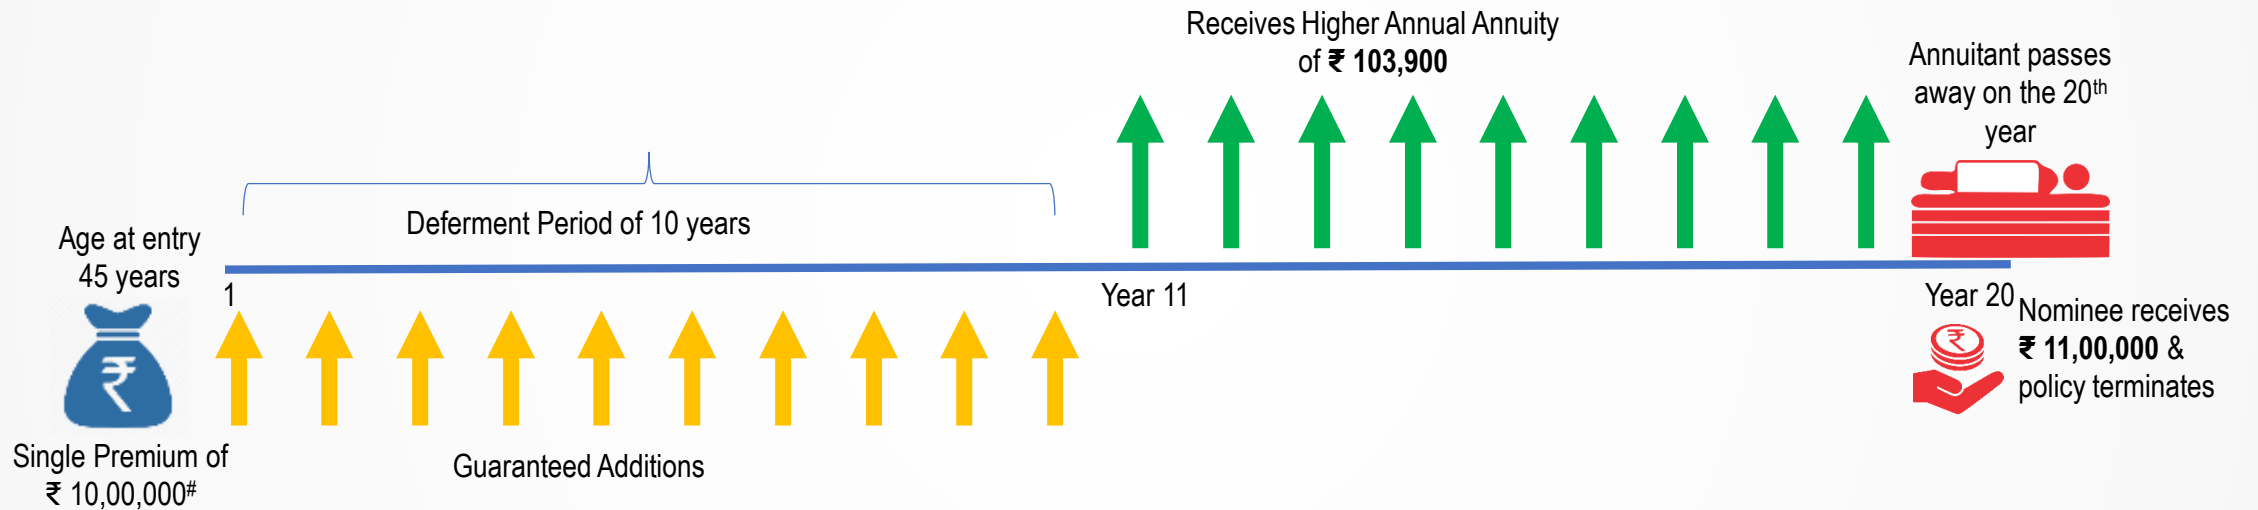 Receives Higher Annual Annuity
of ₹ 103,900
Annuitant passes
away on the 20th
year
Deferment Period of 10 years
Age at entry
45 years
1
Year 11
Year 20
Nominee receives
₹ 11,00,000 &
policy terminates
₹
₹
Single Premium of
₹ 10,00,000#
Guaranteed Additions